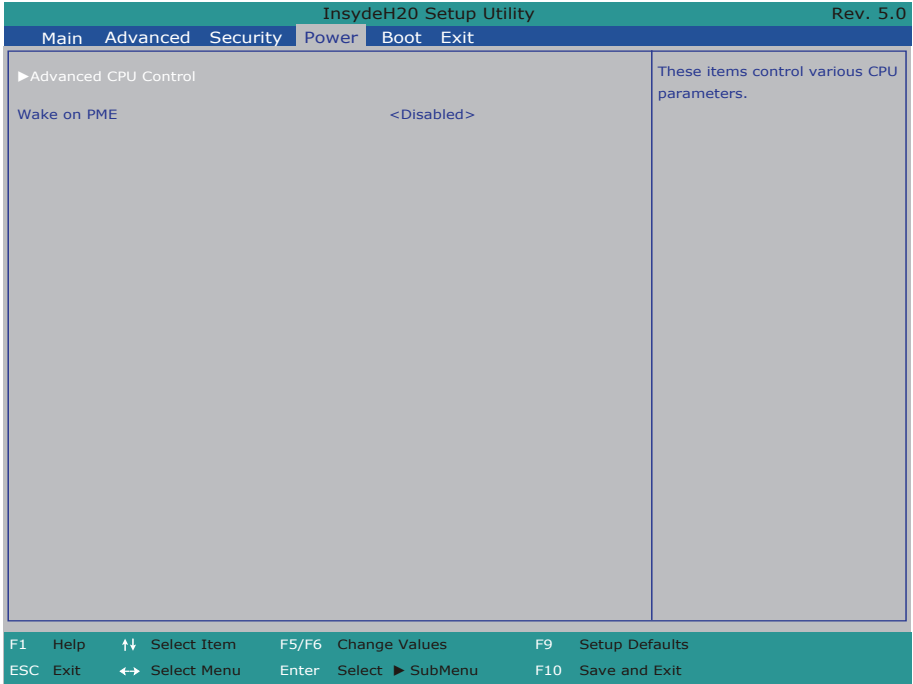 InsydeH20 Setup Utility Rev. 5.0
Main Advanced Security Power Boot Exit
▶Advanced CPU Control
Wake on PME <Disabled>
These items control various CPU
parameters.
F1 Help ↑↓ Select Item F5/F6 Change Values F9 Setup Defaults
ESC Exit ↔ Select Menu Enter Select ▶ SubMenu F10 Save and Exit